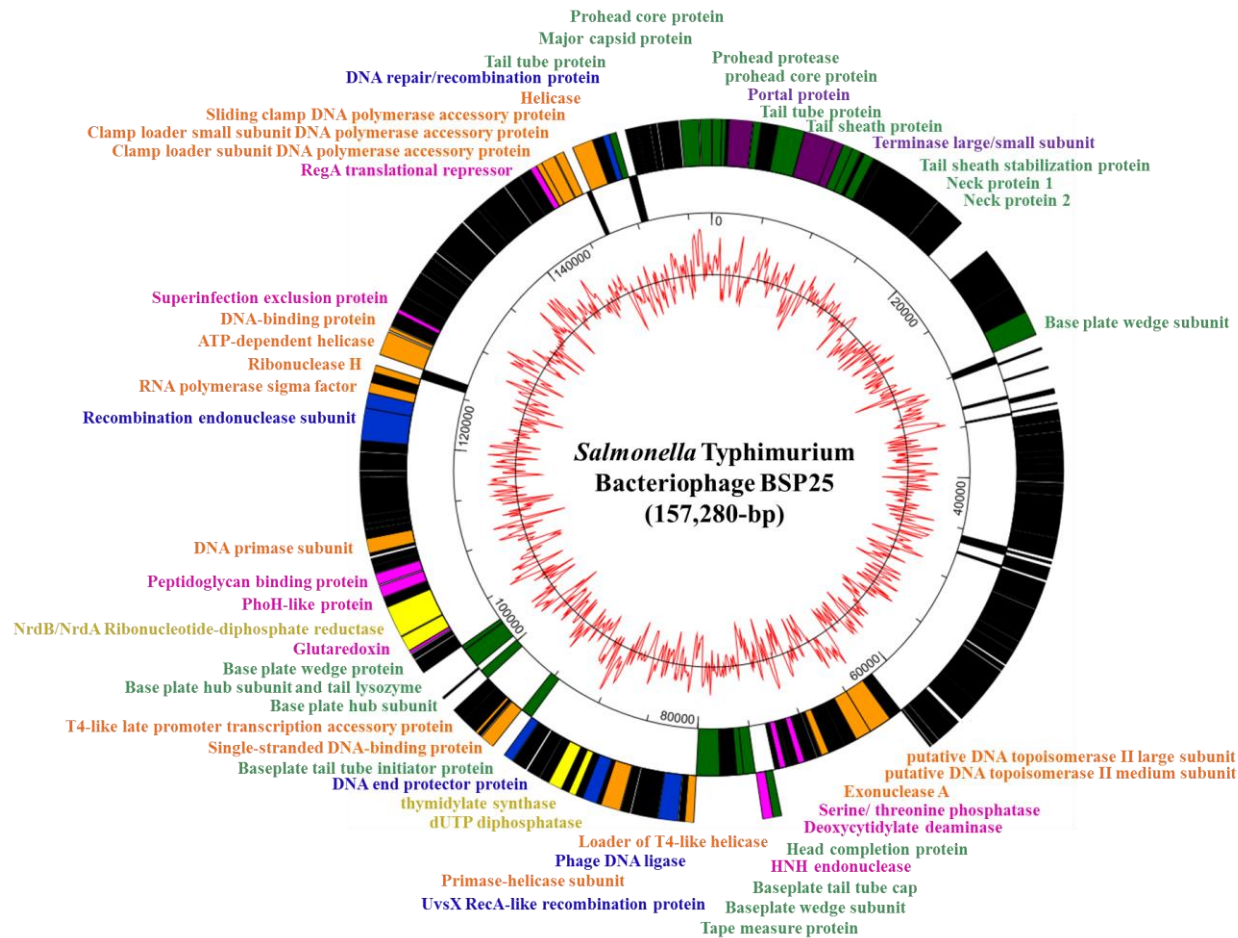 Prohead core protein
Major capsid protein
Tail tube protein
DNA repair/recombination protein
Helicase
Sliding clamp DNA polymerase accessory protein
Clamp loader small subunit DNA polymerase accessory protein
Clamp loader subunit DNA polymerase accessory protein
RegA translational repressor
Prohead protease
prohead core protein
Portal protein
Tail tube protein
Tail sheath protein
Terminase large/small subunit
Tail sheath stabilization protein
Neck protein 1
Neck protein 2
Base plate wedge subunit
0
20000
40000
60000
80000
100000
120000
140000
Salmonella Typhimurium
Bacteriophage BSP25
(157,280-bp)
Superinfection exclusion protein
DNA-binding protein
ATP-dependent helicase
Ribonuclease H
RNA polymerase sigma factor
Recombination endonuclease subunit
DNA primase subunit
Peptidoglycan binding protein
PhoH-like protein
NrdB/NrdA Ribonucleotide-diphosphate reductase
Glutaredoxin
Base plate wedge protein
Base plate hub subunit and tail lysozyme
Base plate hub subunit
T4-like late promoter transcription accessory protein
Single-stranded DNA-binding protein
Baseplate tail tube initiator protein
DNA end protector protein
thymidylate synthase
dUTP diphosphatase
Loader of T4-like helicase
Phage DNA ligase
Primase-helicase subunit
UvsX RecA-like recombination protein
putative DNA topoisomerase II large subunit
putative DNA topoisomerase II medium subunit
Exonuclease A
Serine/ threonine phosphatase
Deoxycytidylate deaminase
Head completion protein
HNH endonuclease
Baseplate tail tube cap
Baseplate wedge subunit
Tape measure protein